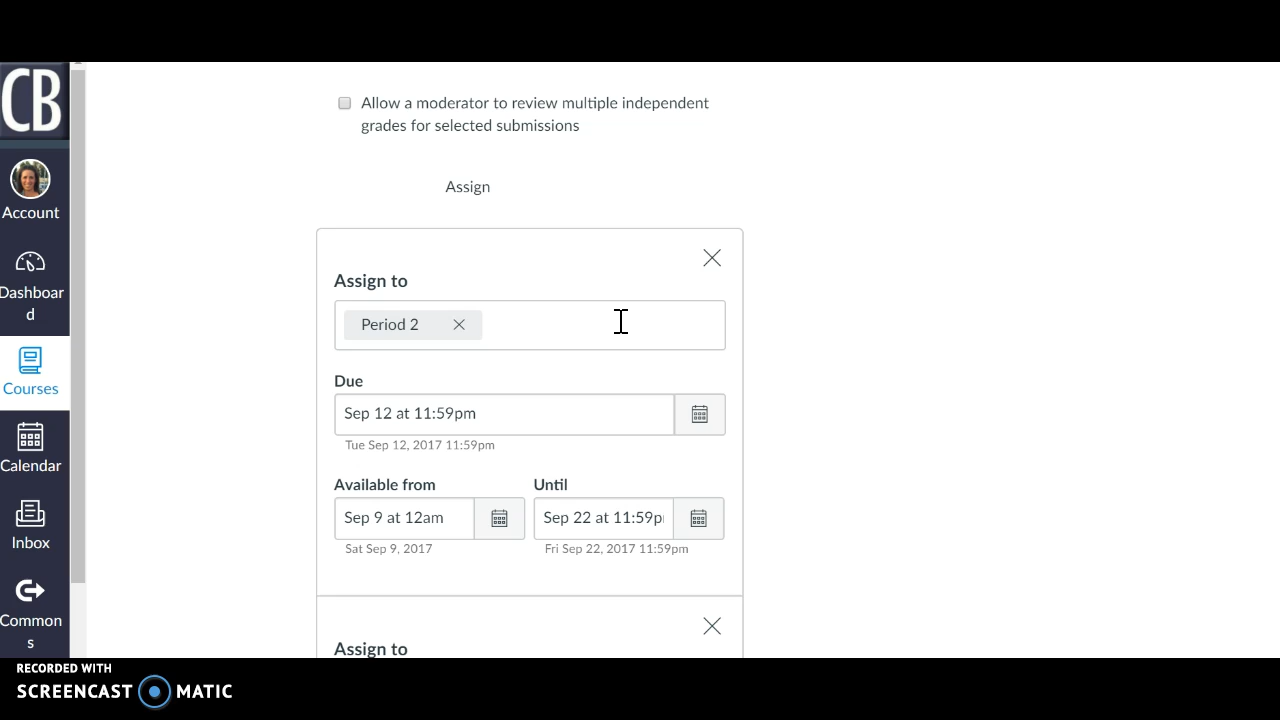 CB
Account
Dashboar
d
Courses
Calendar
Inbox
Common
s
Allow a moderator to review multiple independent
grades for selected submissions
Assign
Assign to
Period 2
Due
Sep 12 at 11:59pm
Tue Sep 12, 2017 11:59pm
Available from
Until
Sep 9 at 12am
Sep 22 at 11:59p
Sat Sep 9, 2017
Fri Sep 22, 2017 11:59pm
Assign to
RECORDED WITH
SCREENCAST MATIC